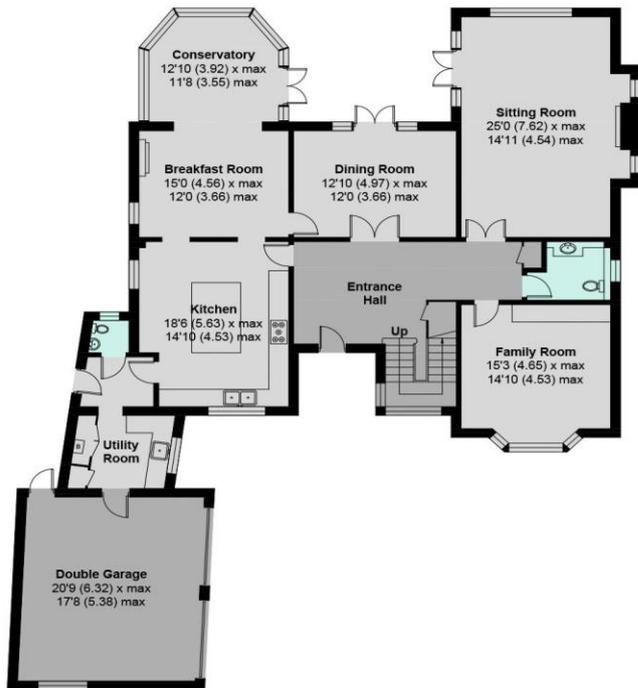 Conservatory
12'10 (3.92) x max
11'8 (3.55) max
Sitting Room
25'0 (7.62) x max
14'11 (4.54) max
Breakfast Room
15'0 (4.56) x max
12'0 (3.66) max
Dining Room
12'10 (4.97) x max
12'0 (3.66) max
Kitchen
18'6 (5.63) x max
14'10 (4.53) max
Entrance
Hall
Up
Family Room
15'3 (4.65) x max
14'10 (4.53) max
Utility
Room
Double Garage
20'9 (6.32) x max
17'8 (5.38) max